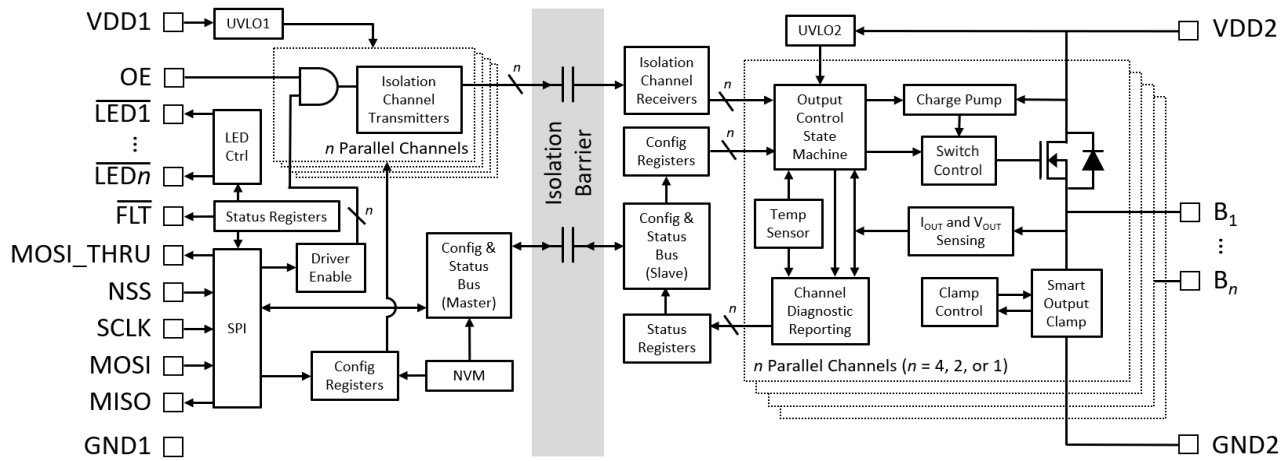 VDD1
UVLO1
OE
Isolation
Channel
Transmitters
n
n Parallel Channels
LED1
⋮
LEDn
LED
Ctrl
FLT
Status Registers
n
MOSI_THRU
NSS
SCLK
MOSI
MISO
GND1
SPI
Driver
Enable
Config &
Status
Bus
(Master)
Config
Registers
NVM
Isolation
Barrier
Isolation
Channel
Receivers
n
Config
Registers
n
Config &
Status
Bus
(Slave)
Status
Registers
n
UVLO2
VDD2
Output
Control
State
Machine
Charge Pump
Switch
Control
Temp
Sensor
IOUT and VOUT
Sensing
Channel
Diagnostic
Reporting
Clamp
Control
Smart
Output
Clamp
n Parallel Channels (n = 4, 2, or 1)
B1
⋮
Bn
GND2